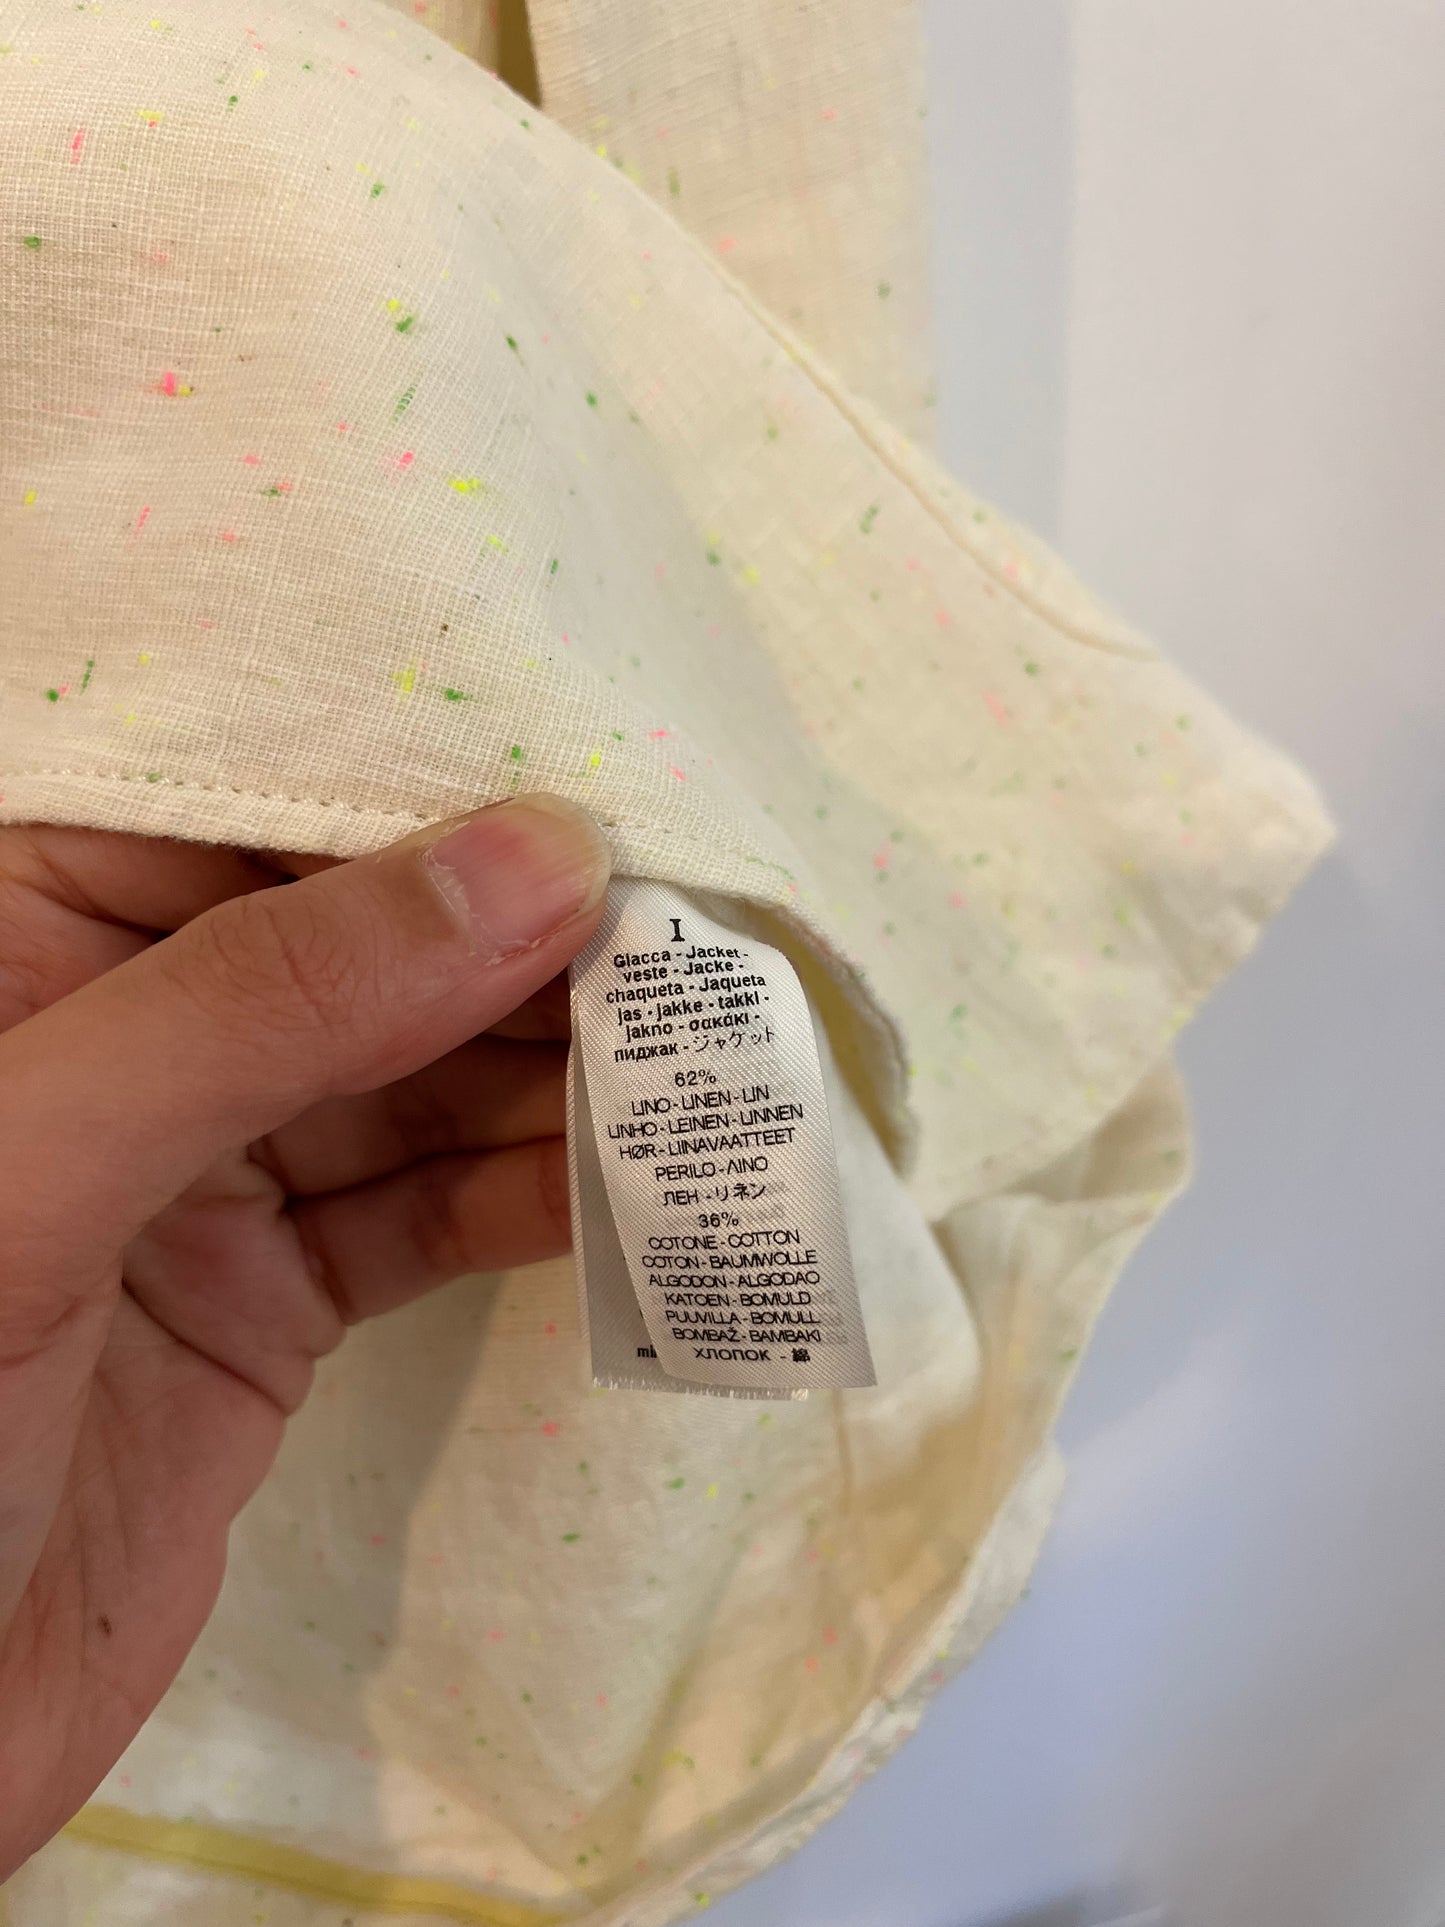 I
Giacca - Jacket -
veste - Jacke -
chaqueta - Jaqueta
jas - jakke - takki -
jakno - σακάκι -
пиджак - ジャケット
62%
LINO - LINEN - LIN
LINHO - LEINEN - LINNEN
HØR - LIINAVAATTEET
PERILO - ΛΙΝΟ
ЛЕН - リネン
36%
COTONE - COTTON
COTON - BAUMWOLLE
ALGODON - ALGODAO
KATOEN - BOMULD
PUUVILLA - BOMULL
BOMBAŽ - BAMBAKI
ХЛОПОК - 綿